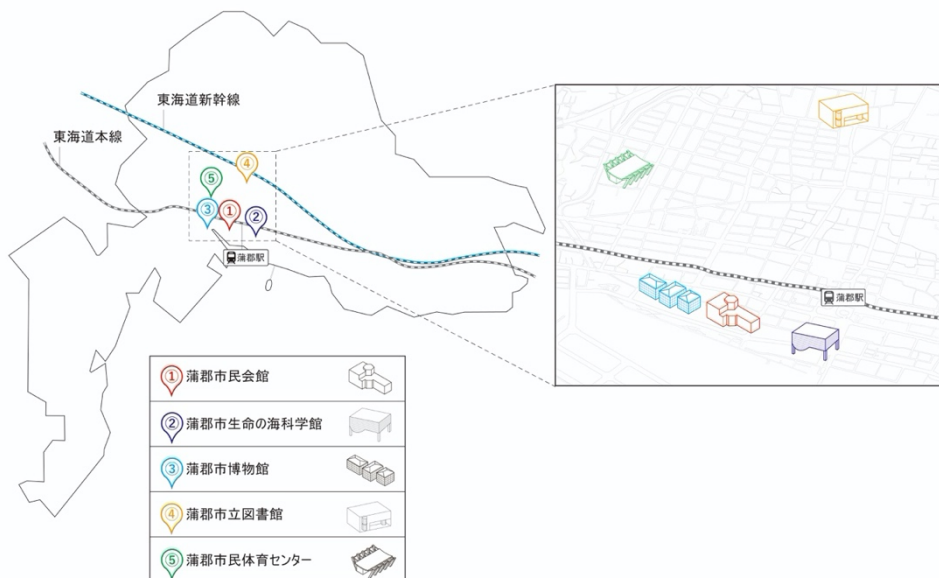 東海道新幹線
東海道本線
④
⑤
③
①
②
蒲郡駅
蒲郡駅
① 蒲郡市民会館
② 蒲郡市生命の海科学館
③ 蒲郡市博物館
④ 蒲郡市立図書館
⑤ 蒲郡市民体育センター